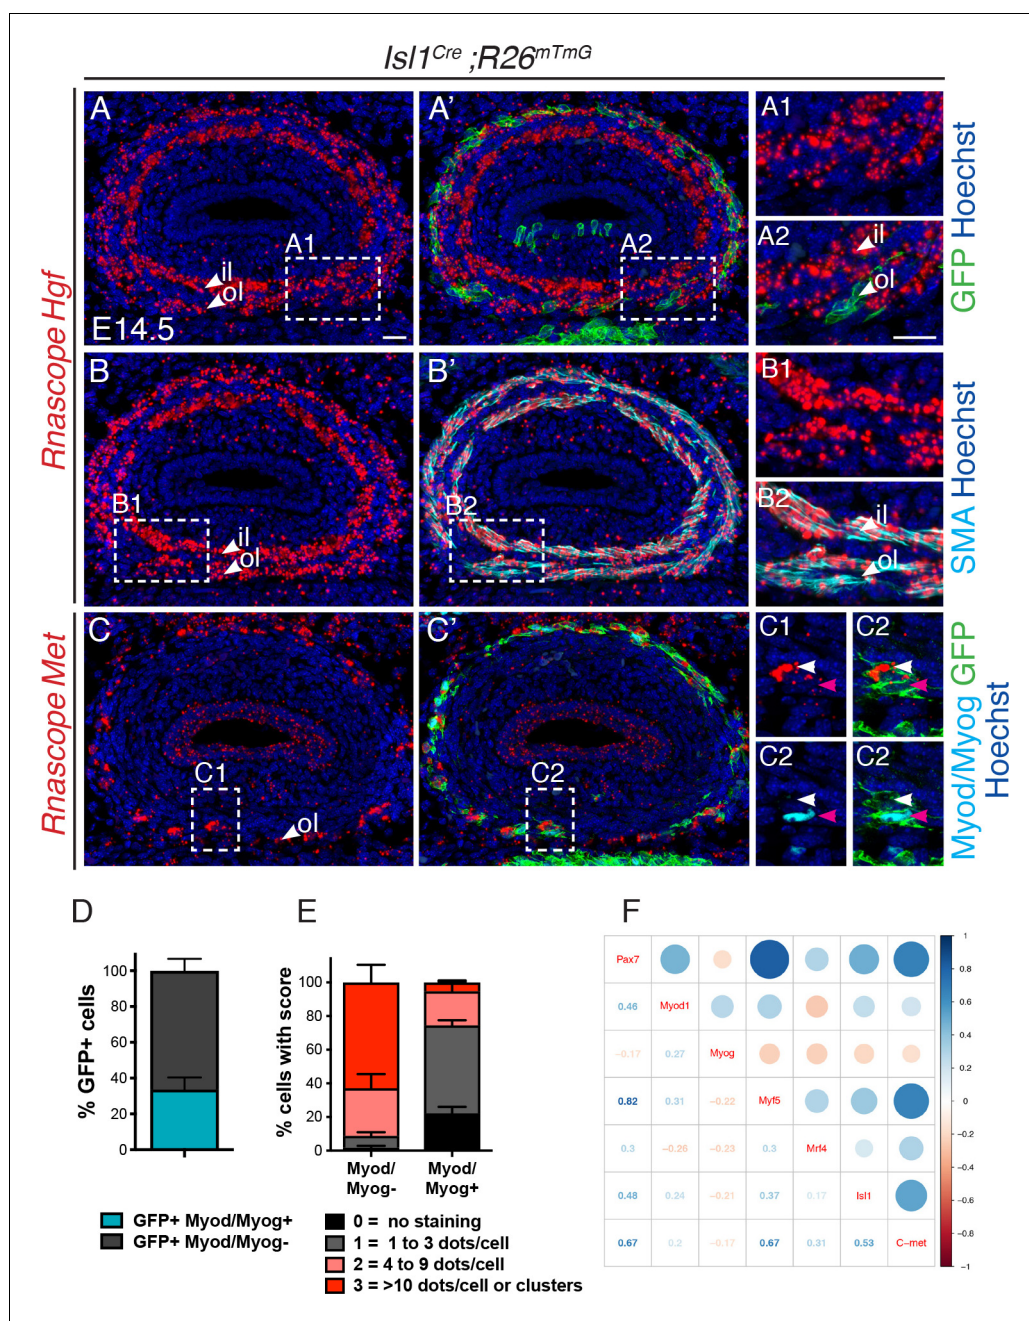 Isl1Cre ;R26mTmG
Rnascope Hgf
A
A'
A1
A1
A2
A2
il
ol
il
ol
E14.5
GFP Hoechst
B
B'
B1
B1
B2
B2
il
ol
il
ol
SMA Hoechst
Rnascope Met
C
C'
C1
C2
C1
C2
C2
C2
ol
Myod/Myog GFP
Hoechst
D
% GFP+ cells
100
80
60
40
20
0
GFP+ Myod/Myog+
GFP+ Myod/Myog-
E
% cells with score
100
80
60
40
20
0
Myod/
Myog-
Myod/
Myog+
0 = no staining
1 = 1 to 3 dots/cell
2 = 4 to 9 dots/cell
3 = >10 dots/cell or clusters
F
Pax7
0.46 Myod1
-0.17 0.27 Myog
0.82 0.31 -0.22 Myf5
0.3 -0.26 -0.23 0.3 Mrf4
0.48 0.24 -0.21 0.37 0.17 Isl1
0.67 0.2 -0.17 0.67 0.31 0.53 C-met
1
0.8
0.6
0.4
0.2
0
-0.2
-0.4
-0.6
-0.8
-1